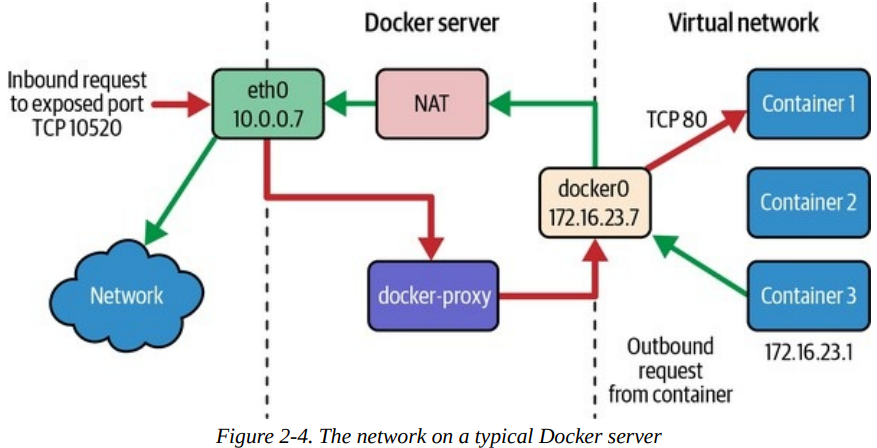 Docker server
Virtual network
Inbound request
to exposed port
TCP 10520
eth0
10.0.0.7
NAT
TCP 80
Container 1
docker0
172.16.23.7
Container 2
Network
docker-proxy
Container 3
172.16.23.1
Outbound
request
from container
Figure 2-4. The network on a typical Docker server